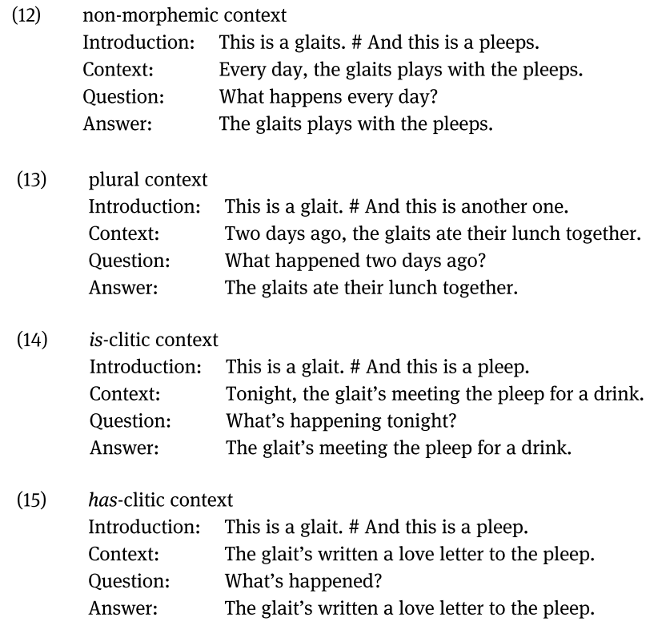 (12) non-morphemic context
Introduction: This is a glaits. # And this is a pleeps.
Context: Every day, the glaits plays with the pleeps.
Question: What happens every day?
Answer: The glaits plays with the pleeps.
(13) plural context
Introduction: This is a glait. # And this is another one.
Context: Two days ago, the glaits ate their lunch together.
Question: What happened two days ago?
Answer: The glaits ate their lunch together.
(14) is-clitic context
Introduction: This is a glait. # And this is a pleep.
Context: Tonight, the glait’s meeting the pleep for a drink.
Question: What’s happening tonight?
Answer: The glait’s meeting the pleep for a drink.
(15) has-clitic context
Introduction: This is a glait. # And this is a pleep.
Context: The glait’s written a love letter to the pleep.
Question: What’s happened?
Answer: The glait’s written a love letter to the pleep.